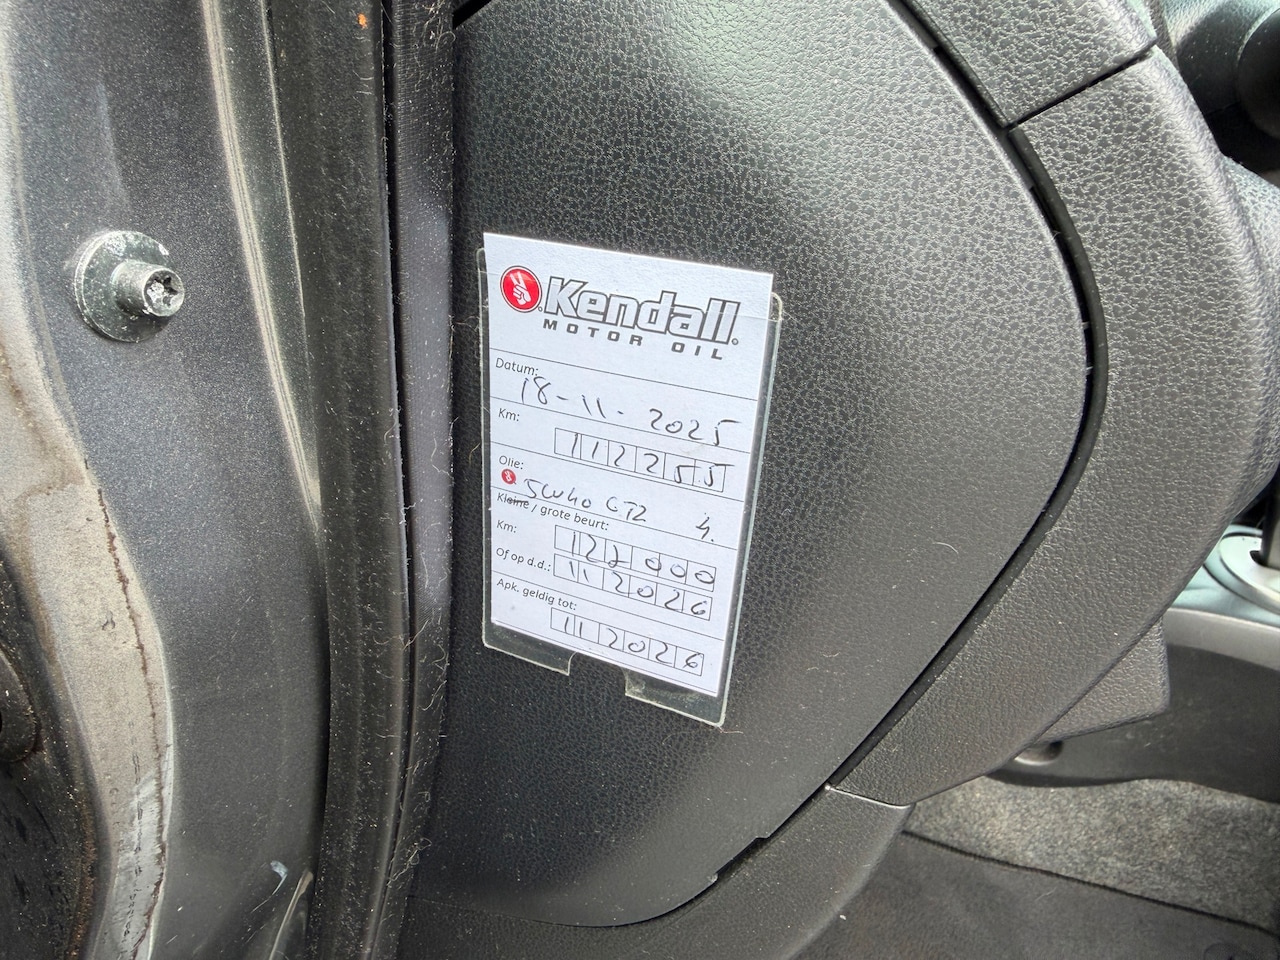 Kendall
MOTOR OIL
Datum:
18-11-2025
Km:
112255
Olie:
5W40 GT2 4.
Kleine / grote beurt:
Km:
122000
Of op d.d.:
11 2026
Apk. geldig tot:
11 2026